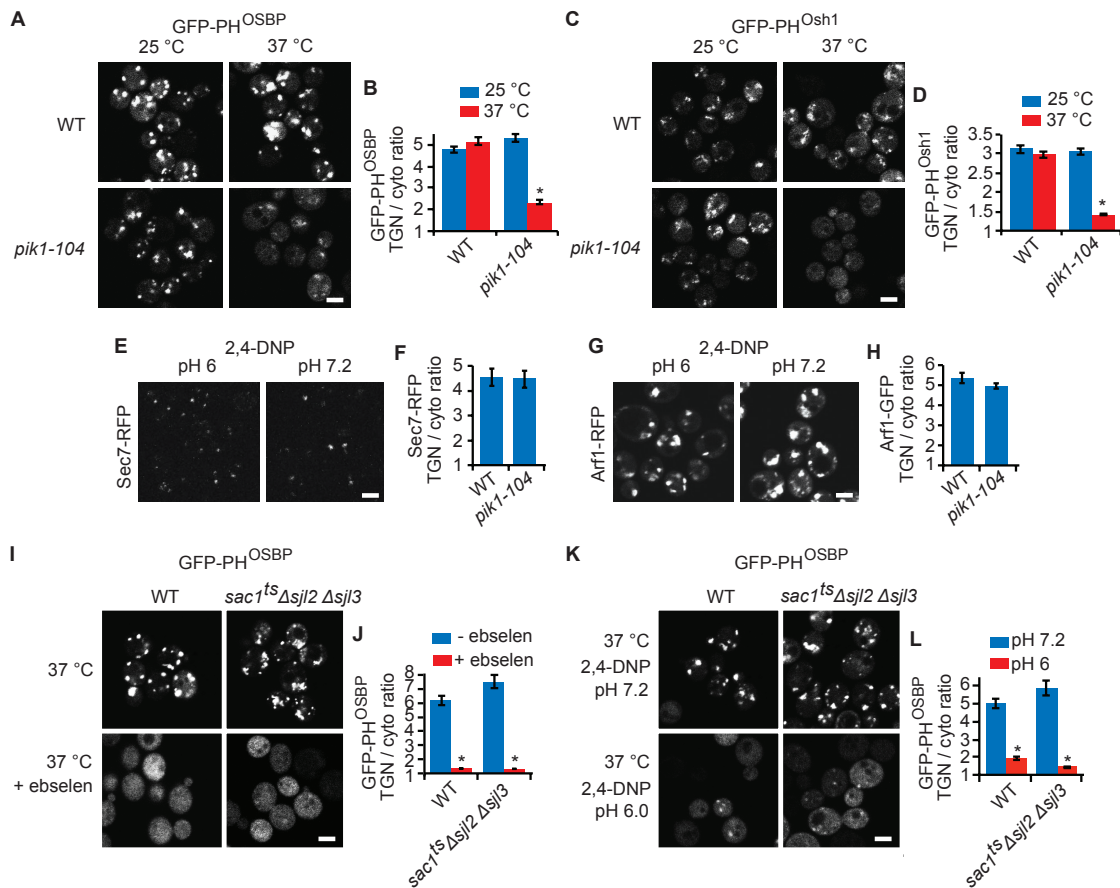 A
GFP-PH^OSBP
25 °C
37 °C
WT
pik1-104
B
25 °C
37 °C
GFP-PH^OSBP
TGN / cyto ratio
5
4
3
2
1
*
WT
pik1-104
C
GFP-PH^Osh1
25 °C
37 °C
WT
pik1-104
D
25 °C
37 °C
GFP-PH^Osh1
TGN / cyto ratio
3.5
3
2.5
2
1.5
1
*
WT
pik1-104
E
2,4-DNP
pH 6
pH 7.2
Sec7-RFP
F
Sec7-RFP
TGN / cyto ratio
5
4
3
2
1
WT
pik1-104
G
2,4-DNP
pH 6
pH 7.2
Arf1-RFP
H
Arf1-GFP
TGN / cyto ratio
6
5
4
3
2
1
WT
pik1-104
I
GFP-PH^OSBP
WT
sac1^ts Δsjl2 Δsjl3
37 °C
37 °C
+ ebselen
J
- ebselen
+ ebselen
GFP-PH^OSBP
TGN / cyto ratio
8
7
6
5
4
3
2
1
*
*
WT
sac1^ts Δsjl2 Δsjl3
K
GFP-PH^OSBP
WT
sac1^ts Δsjl2 Δsjl3
37 °C
2,4-DNP
pH 7.2
37 °C
2,4-DNP
pH 6.0
L
pH 7.2
pH 6
GFP-PH^OSBP
TGN / cyto ratio
6
5
4
3
2
1
*
*
WT
sac1^ts Δsjl2 Δsjl3